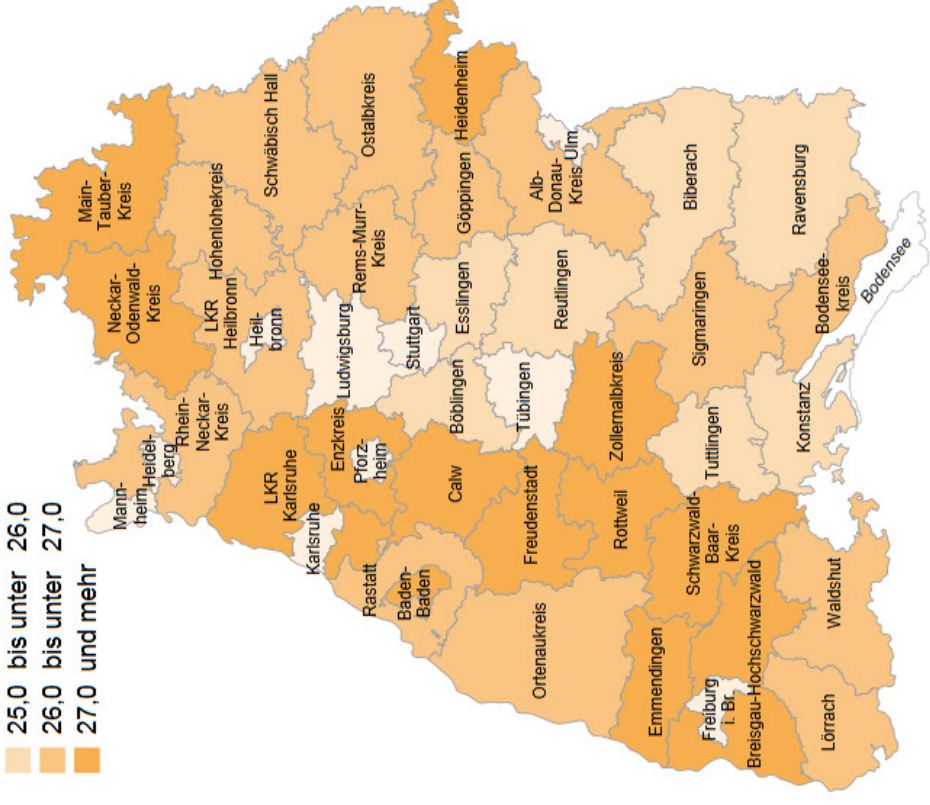 25,0 bis unter 26,0
26,0 bis unter 27,0
27,0 und mehr
Main-
Tauber-
Kreis
Neckar-
Odenwald-
Kreis
Mann-
heim
Heidel-
berg
Rhein-
Neckar-
Kreis
LKR
Heilbronn
Heil-
bronn
Hohenlohekreis
Schwäbisch Hall
LKR
Karlsruhe
Karlsruhe
Enzkreis
Pforz-
heim
Ludwigsburg
Stuttgart
Rems-Murr-
Kreis
Ostalbkreis
Heidenheim
Rastatt
Baden-
Baden
Calw
Böblingen
Esslingen
Göppingen
Alb-
Donau-
Kreis
Ulm
Freudenstadt
Tübingen
Reutlingen
Ortenaukreis
Rottweil
Zollernalbkreis
Biberach
Emmendingen
Schwarzwald-
Baar-
Kreis
Tuttlingen
Sigmaringen
Ravensburg
Freiburg
i. Br.
Breisgau-Hochschwarzwald
Konstanz
Bodensee-
kreis
Bodensee
Lörrach
Waldshut